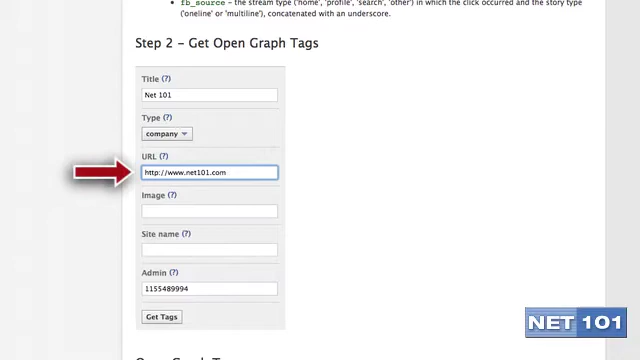 fb_source - the stream type ('home', 'profile', 'search', 'other') in which the click occurred and the story type
('oneline' or 'multiline'), concatenated with an underscore.
Step 2 - Get Open Graph Tags
Title (?)
Net 101
Type (?)
company
URL (?)
http://www.net101.com
Image (?)
Site name (?)
Admin (?)
1155489994
Get Tags
NET 101